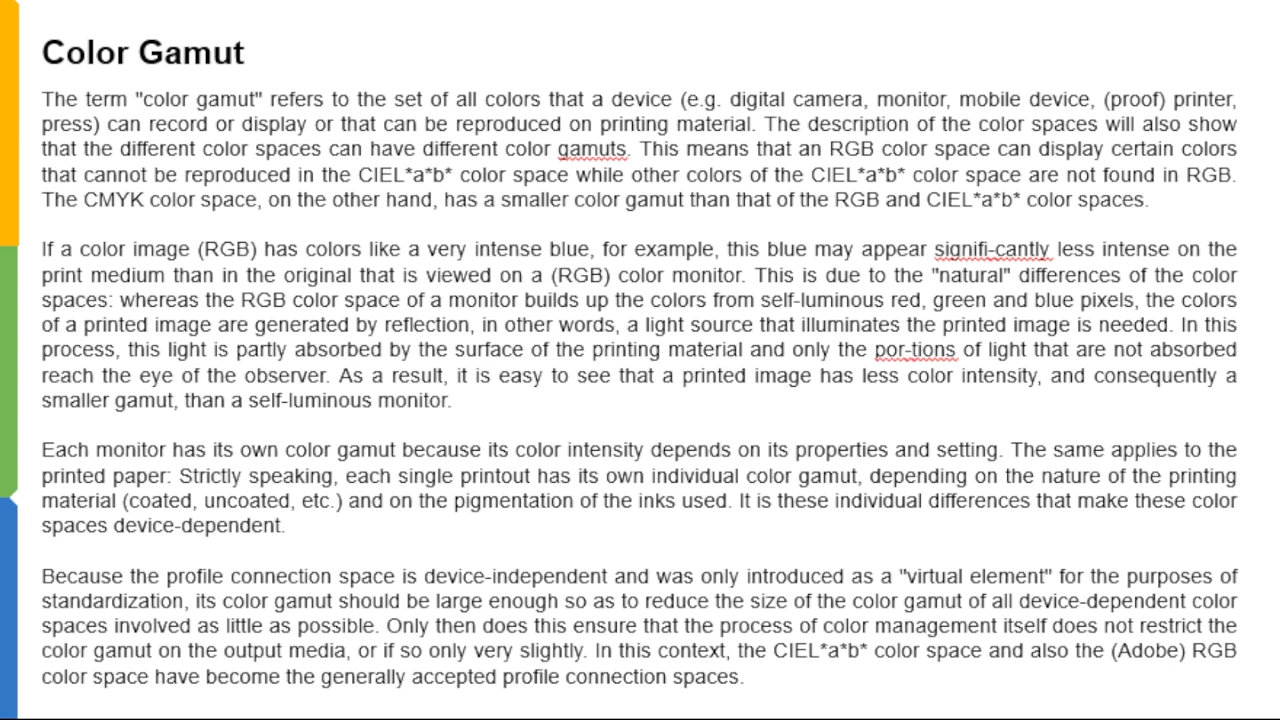 Color Gamut
The term "color gamut" refers to the set of all colors that a device (e.g. digital camera, monitor, mobile device, (proof) printer,
press) can record or display or that can be reproduced on printing material. The description of the color spaces will also show
that the different color spaces can have different color gamuts. This means that an RGB color space can display certain colors
that cannot be reproduced in the CIEL*a*b* color space while other colors of the CIEL*a*b* color space are not found in RGB.
The CMYK color space, on the other hand, has a smaller color gamut than that of the RGB and CIEL*a*b* color spaces.
If a color image (RGB) has colors like a very intense blue, for example, this blue may appear signifi-cantly less intense on the
print medium than in the original that is viewed on a (RGB) color monitor. This is due to the "natural" differences of the color
spaces: whereas the RGB color space of a monitor builds up the colors from self-luminous red, green and blue pixels, the colors
of a printed image are generated by reflection, in other words, a light source that illuminates the printed image is needed. In this
process, this light is partly absorbed by the surface of the printing material and only the por-tions of light that are not absorbed
reach the eye of the observer. As a result, it is easy to see that a printed image has less color intensity, and consequently a
smaller gamut, than a self-luminous monitor.
Each monitor has its own color gamut because its color intensity depends on its properties and setting. The same applies to the
printed paper: Strictly speaking, each single printout has its own individual color gamut, depending on the nature of the printing
material (coated, uncoated, etc.) and on the pigmentation of the inks used. It is these individual differences that make these color
spaces device-dependent.
Because the profile connection space is device-independent and was only introduced as a "virtual element" for the purposes of
standardization, its color gamut should be large enough so as to reduce the size of the color gamut of all device-dependent color
spaces involved as little as possible. Only then does this ensure that the process of color management itself does not restrict the
color gamut on the output media, or if so only very slightly. In this context, the CIEL*a*b* color space and also the (Adobe) RGB
color space have become the generally accepted profile connection spaces.